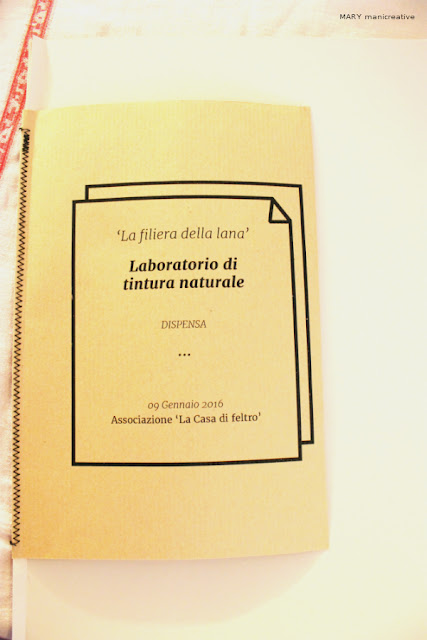 MARY manicreative
‘La filiera della lana’
Laboratorio di
tintura naturale
DISPENSA
...
09 Gennaio 2016
Associazione ‘La Casa di feltro’